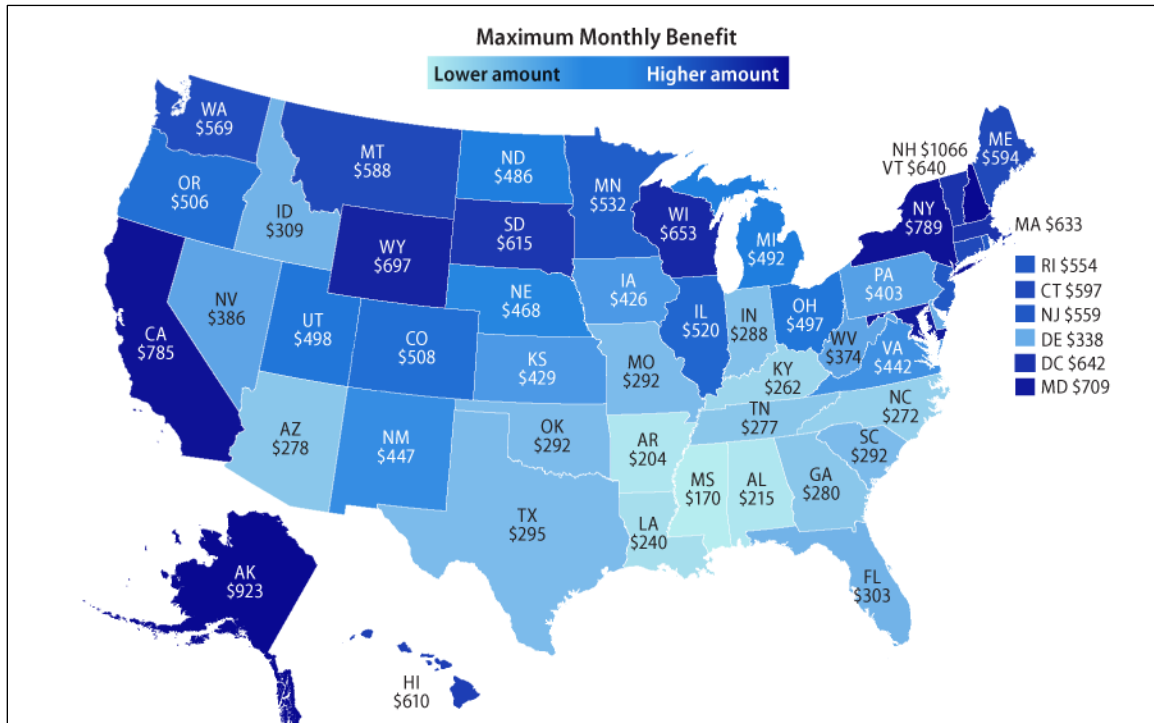 Maximum Monthly Benefit
Lower amount Higher amount
WA
$569
MT
$588
ND
$486
MN
$532
NH $1066
VT $640
ME
$594
OR
$506
ID
$309
SD
$615
WI
$653
MI
$492
NY
$789
MA $633
WY
$697
RI $554
CT $597
NJ $559
DE $338
DC $642
MD $709
NV
$386
UT
$498
CO
$508
NE
$468
IA
$426
IL
$520
IN
$288
OH
$497
PA
$403
CA
$785
KS
$429
MO
$292
KY
$262
WV
$374
VA
$442
AZ
$278
NM
$447
OK
$292
AR
$204
TN
$277
NC
$272
SC
$292
TX
$295
LA
$240
MS
$170
AL
$215
GA
$280
FL
$303
AK
$923
HI
$610